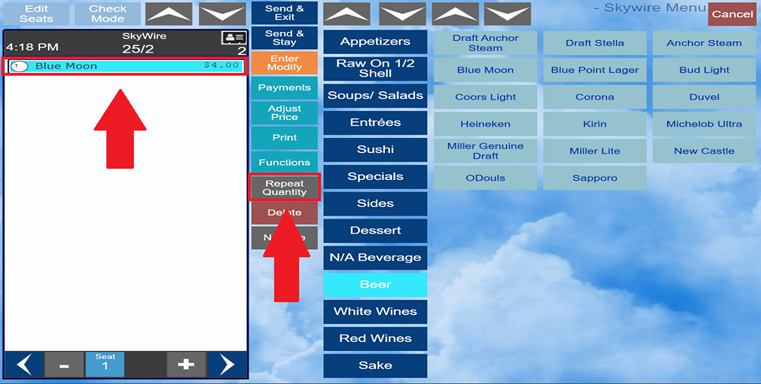 Edit
Seats
Check
Mode
4:18 PM
SkyWire
25/2
2
1 Blue Moon $4.00
Seat
1
-
+
Send &
Exit
Send &
Stay
Enter
Modify
Payments
Adjust
Price
Print
Functions
Repeat
Quantity
Delete
Appetizers
Raw On 1/2
Shell
Soups/ Salads
Entrées
Sushi
Specials
Sides
Dessert
N/A Beverage
Beer
White Wines
Red Wines
Sake
- Skywire Menu
Cancel
Draft Anchor
Steam
Draft Stella
Anchor Steam
Blue Moon
Blue Point Lager
Bud Light
Coors Light
Corona
Duvel
Heineken
Kirin
Michelob Ultra
Miller Genuine
Draft
Miller Lite
New Castle
ODouls
Sapporo